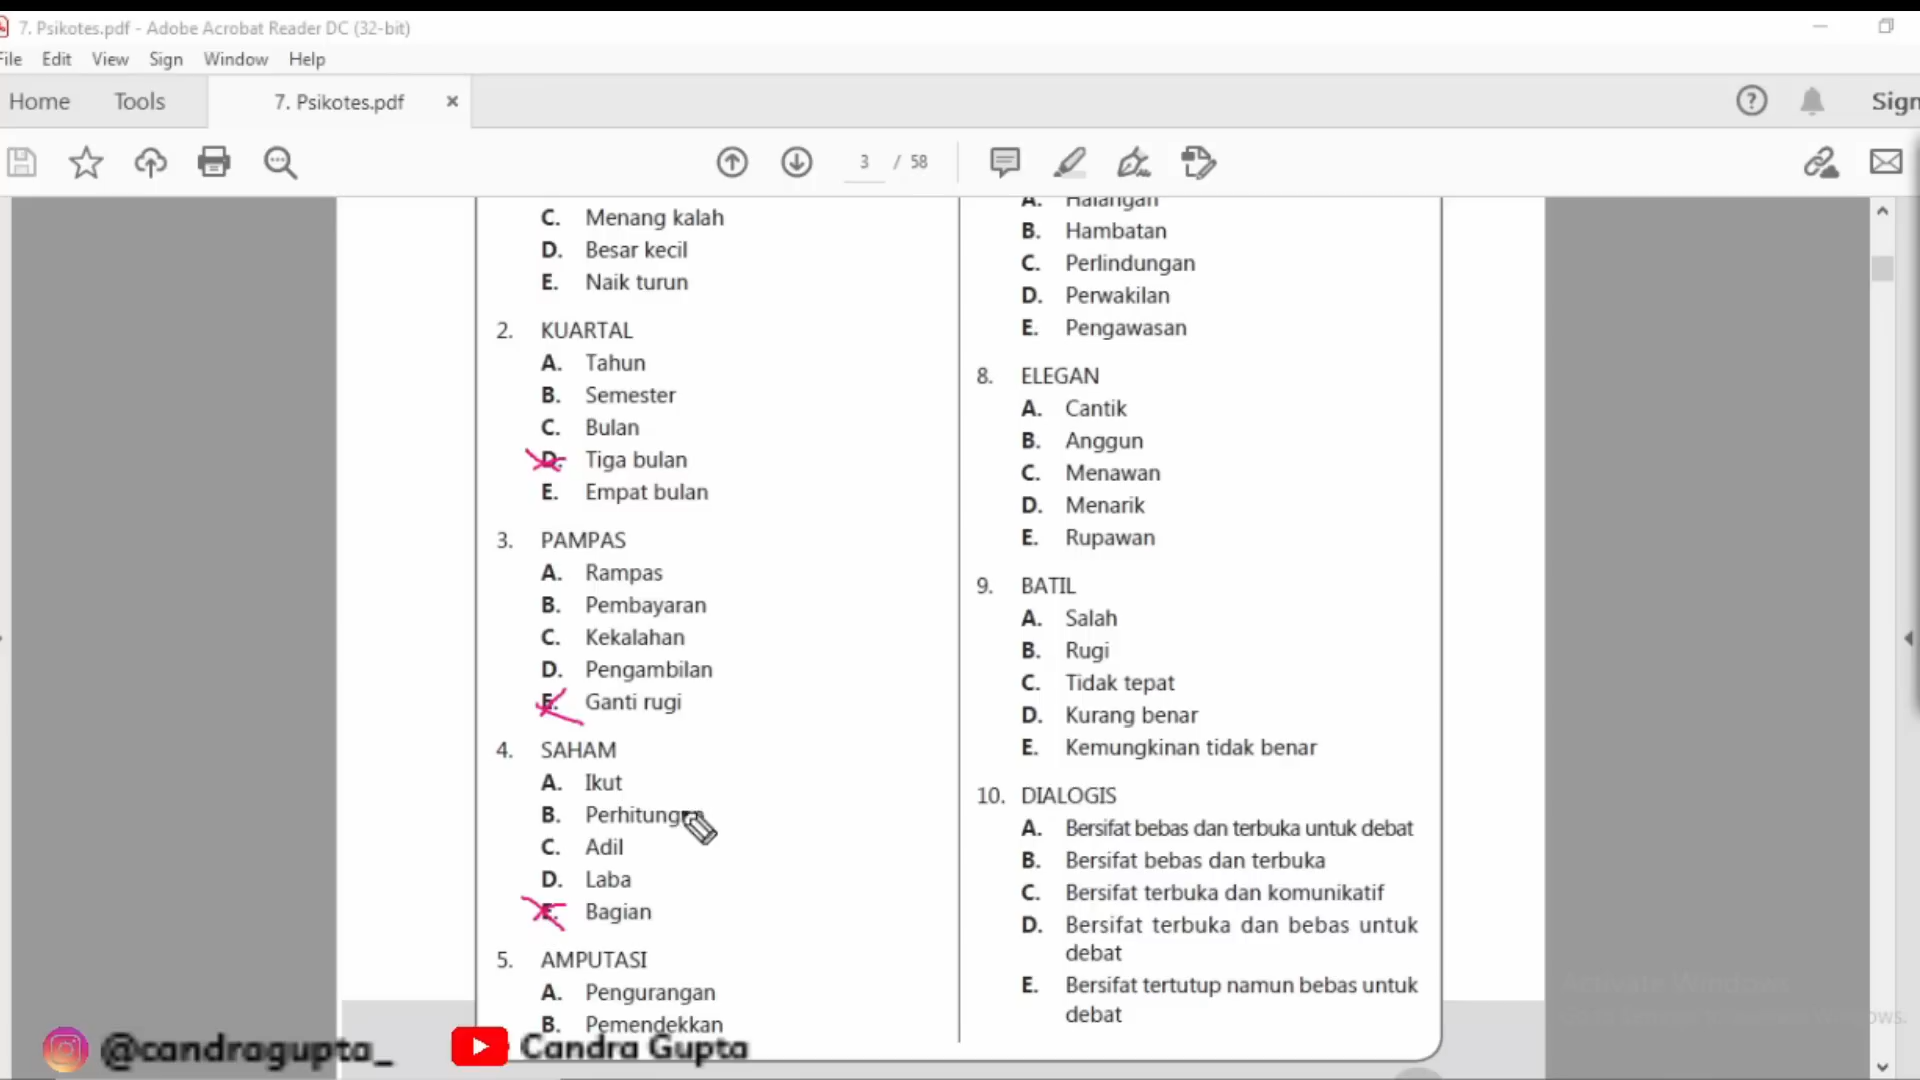 7. Psikotes.pdf - Adobe Acrobat Reader DC (32-bit)
File Edit View Sign Window Help
Home Tools 7. Psikotes.pdf × Sign
3 / 58
C. Menang kalah
D. Besar kecil
E. Naik turun
2. KUARTAL
A. Tahun
B. Semester
C. Bulan
D. Tiga bulan
E. Empat bulan
3. PAMPAS
A. Rampas
B. Pembayaran
C. Kekalahan
D. Pengambilan
E. Ganti rugi
4. SAHAM
A. Ikut
B. Perhitungan
C. Adil
D. Laba
E. Bagian
5. AMPUTASI
A. Pengurangan
B. Pemendekkan
A. Halangan
B. Hambatan
C. Perlindungan
D. Perwakilan
E. Pengawasan
8. ELEGAN
A. Cantik
B. Anggun
C. Menawan
D. Menarik
E. Rupawan
9. BATIL
A. Salah
B. Rugi
C. Tidak tepat
D. Kurang benar
E. Kemungkinan tidak benar
10. DIALOGIS
A. Bersifat bebas dan terbuka untuk debat
B. Bersifat bebas dan terbuka
C. Bersifat terbuka dan komunikatif
D. Bersifat terbuka dan bebas untuk
debat
E. Bersifat tertutup namun bebas untuk
debat
Activate Windows
@candragupta_ Candra Gupta